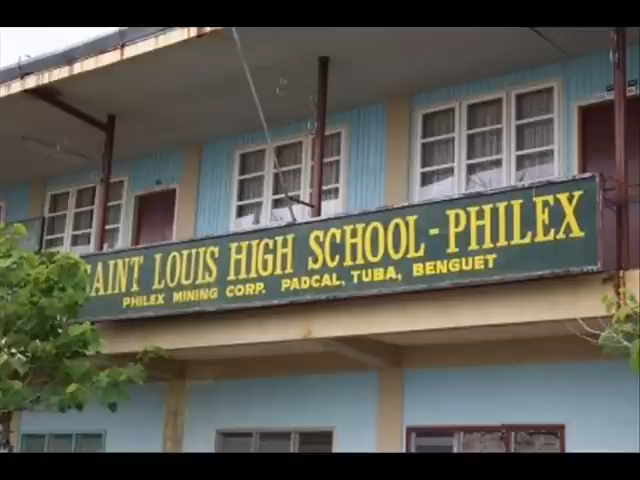 SAINT LOUIS HIGH SCHOOL - PHILEX
PHILEX MINING CORP. PADCAL, TUBA, BENGUET